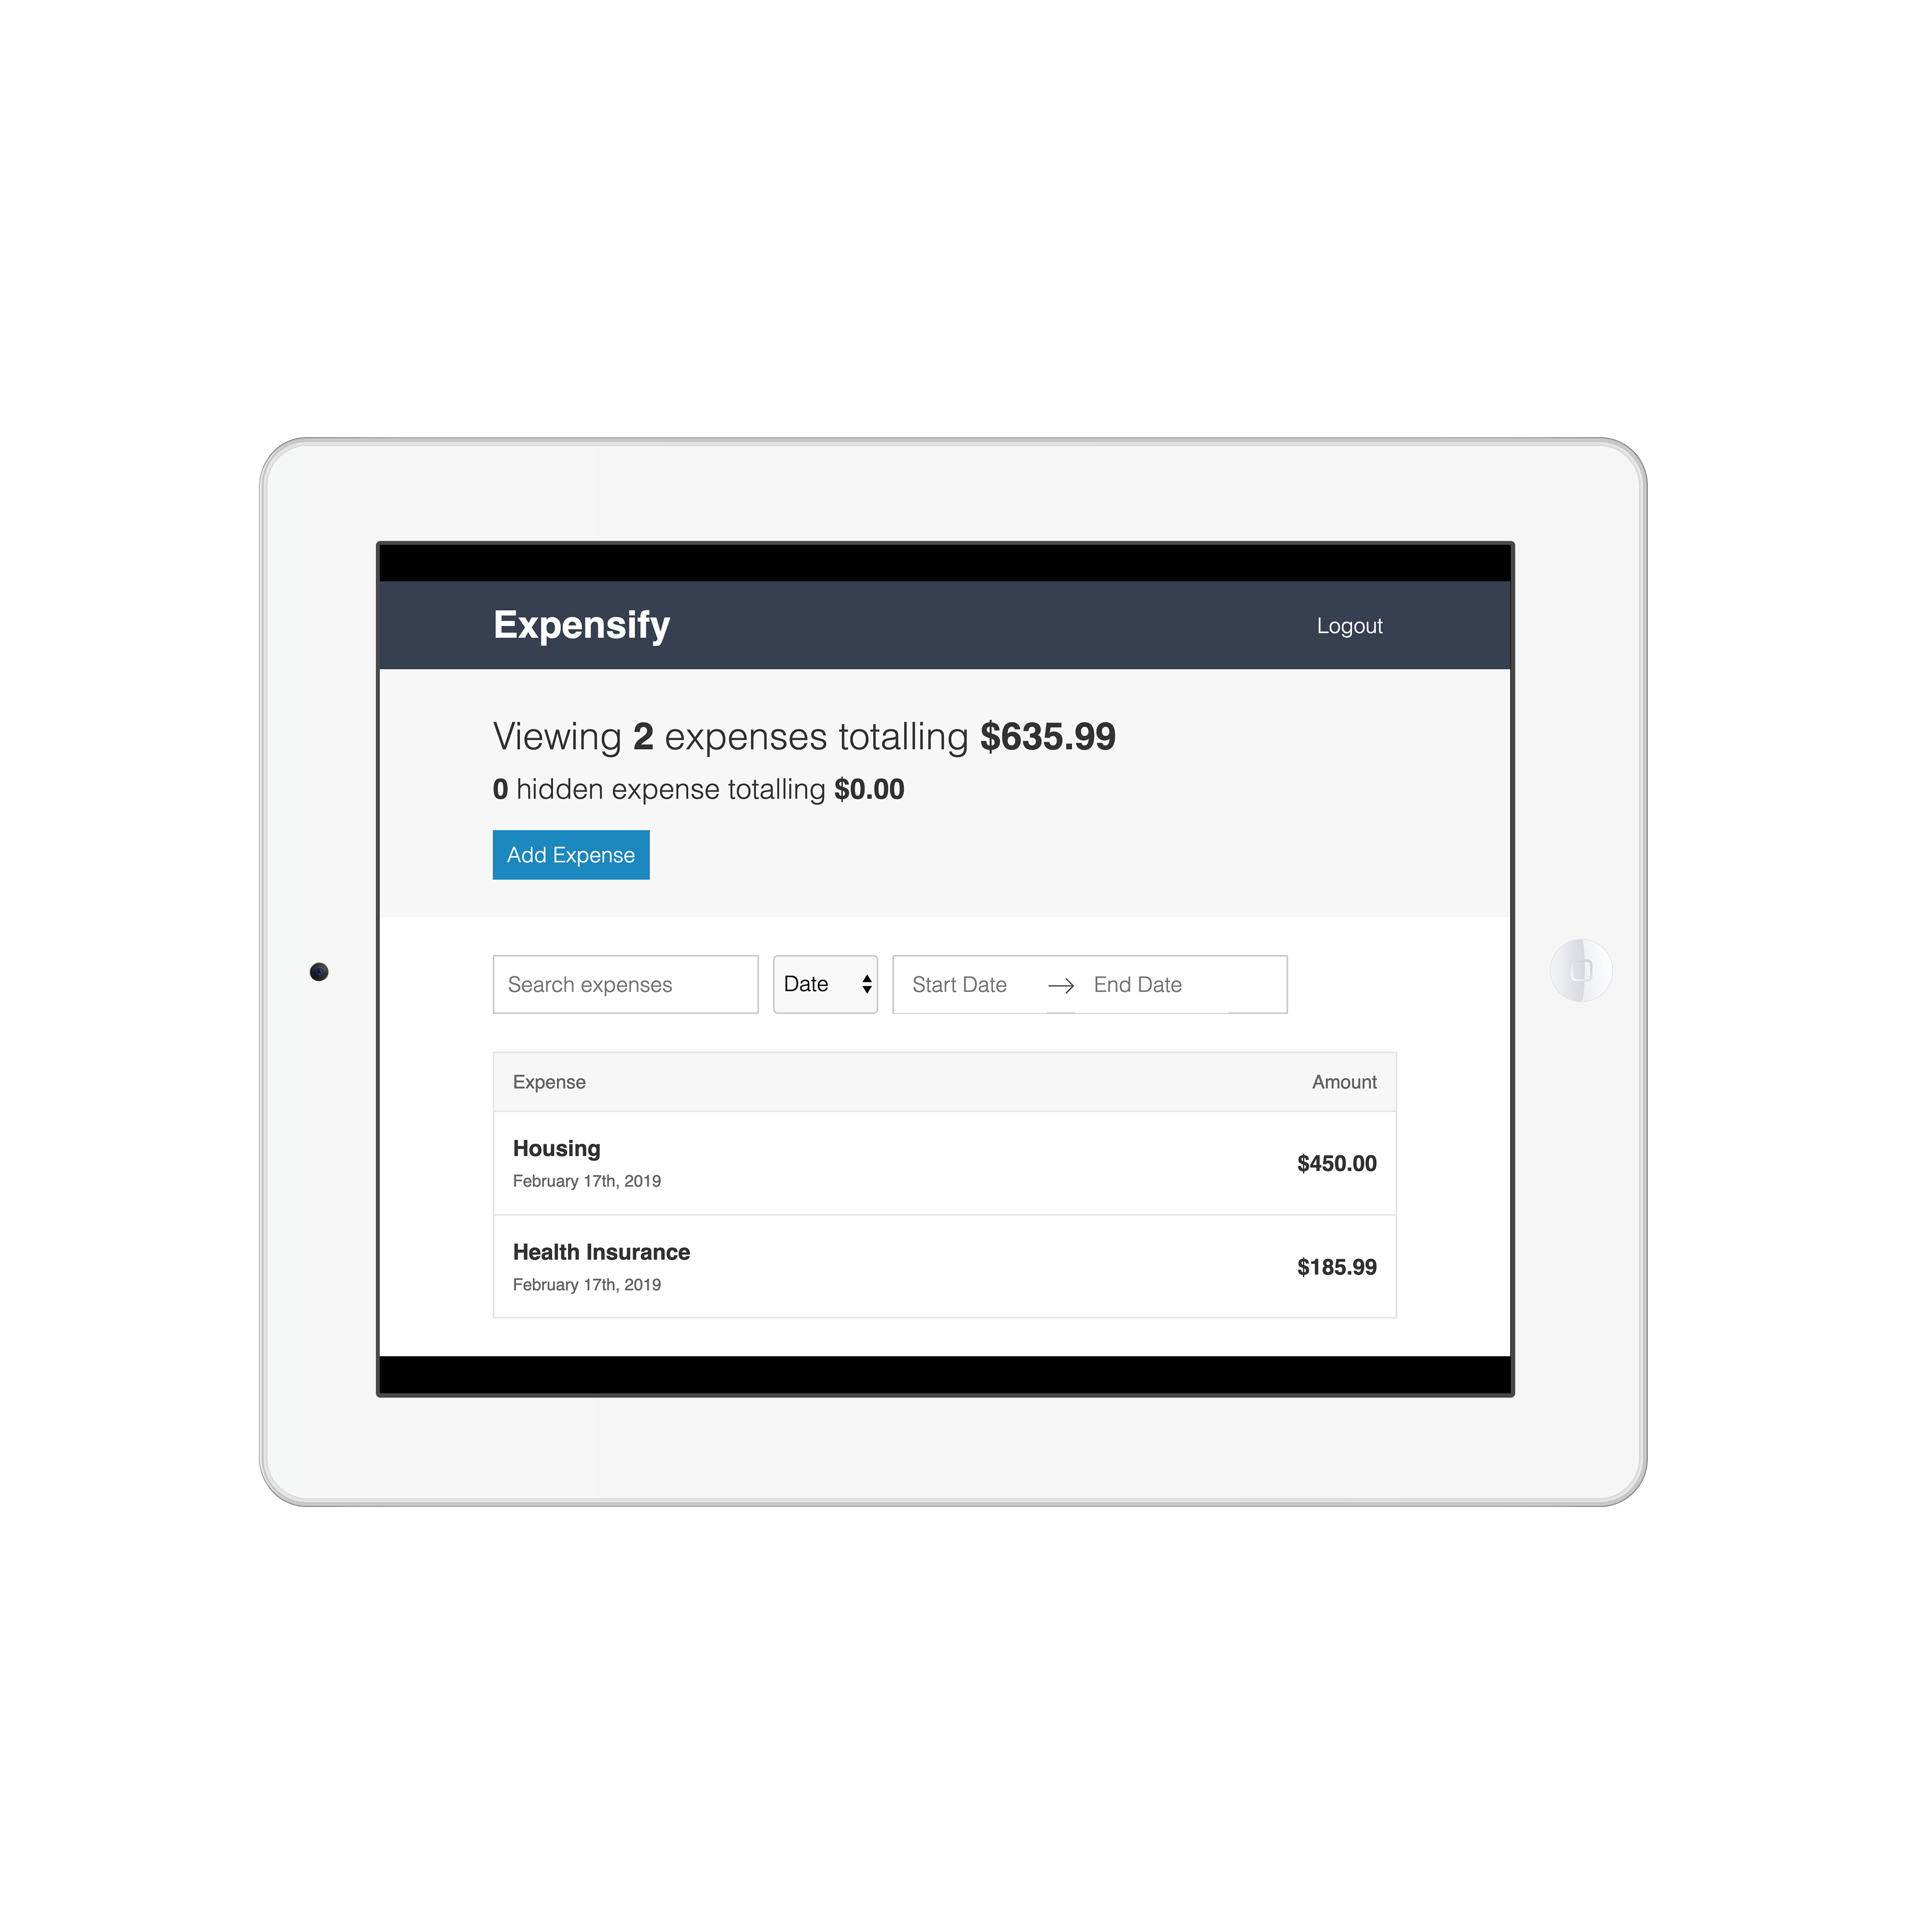 Expensify
Logout
Viewing 2 expenses totalling $635.99
0 hidden expense totalling $0.00
Add Expense
Search expenses
Date
Start Date
End Date
Expense
Amount
Housing
February 17th, 2019
$450.00
Health Insurance
February 17th, 2019
$185.99